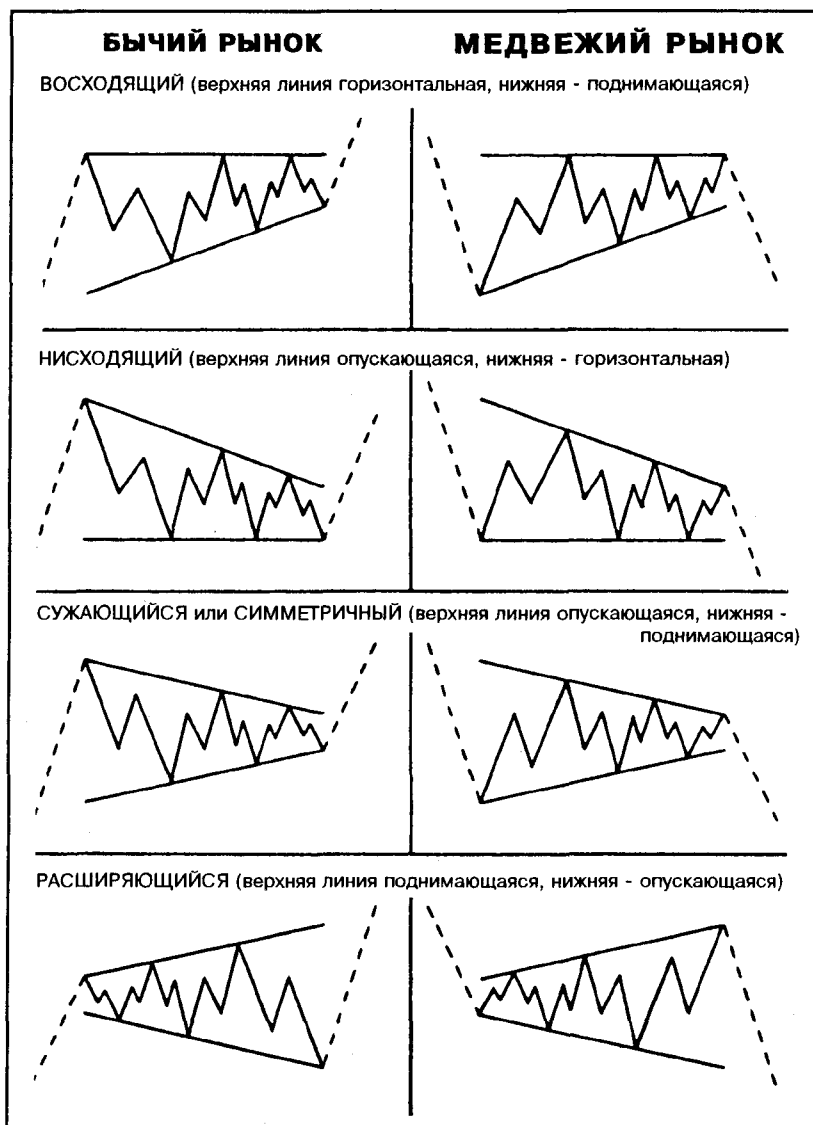 БЫЧИЙ РЫНОК
МЕДВЕЖИЙ РЫНОК
ВОСХОДЯЩИЙ (верхняя линия горизонтальная, нижняя - поднимающаяся)
НИСХОДЯЩИЙ (верхняя линия опускающаяся, нижняя - горизонтальная)
СУЖАЮЩИЙСЯ или СИММЕТРИЧНЫЙ (верхняя линия опускающаяся, нижняя -
поднимающаяся)
РАСШИРЯЮЩИЙСЯ (верхняя линия поднимающаяся, нижняя - опускающаяся)